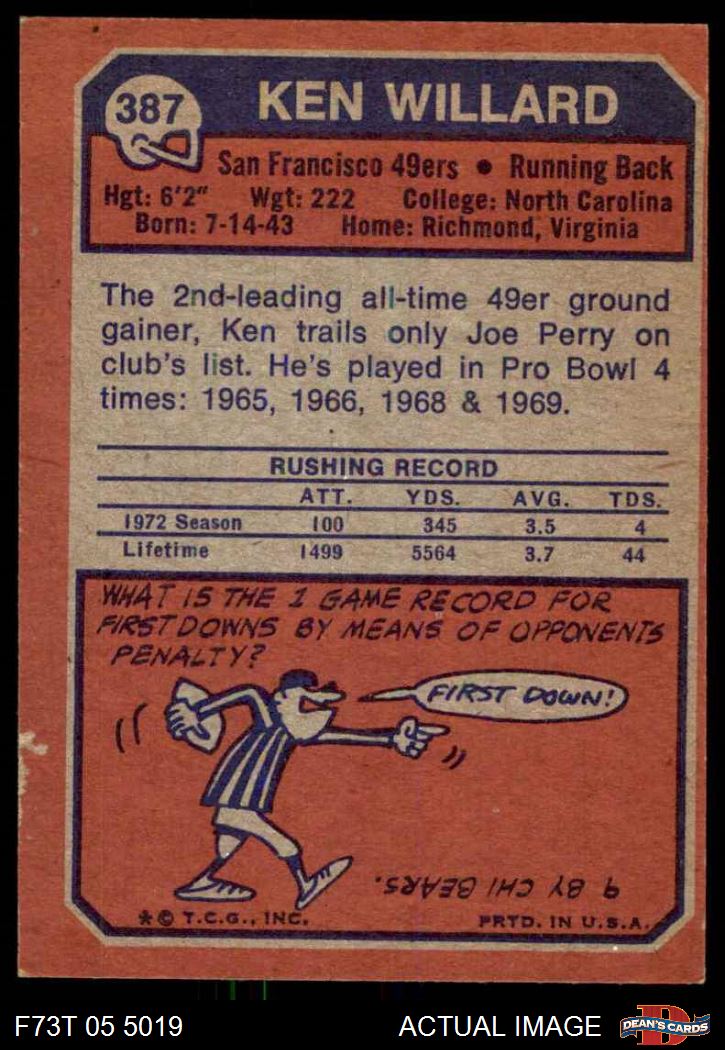 387
KEN WILLARD
San Francisco 49ers • Running Back
Hgt: 6'2" Wgt: 222 College: North Carolina
Born: 7-14-43 Home: Richmond, Virginia
The 2nd-leading all-time 49er ground
gainer, Ken trails only Joe Perry on
club's list. He's played in Pro Bowl 4
times: 1965, 1966, 1968 & 1969.
RUSHING RECORD
ATT. YDS. AVG. TDS.
1972 Season 100 345 3.5 4
Lifetime 1499 5564 3.7 44
WHAT IS THE 1 GAME RECORD FOR
FIRST DOWNS BY MEANS OF OPPONENTS
PENALTY?
FIRST DOWN!
9 BY CHI BEARS.
* © T.C.G., INC. PRTD. IN U.S.A.
F73T 05 5019 ACTUAL IMAGE
D
DEAN'S CARDS